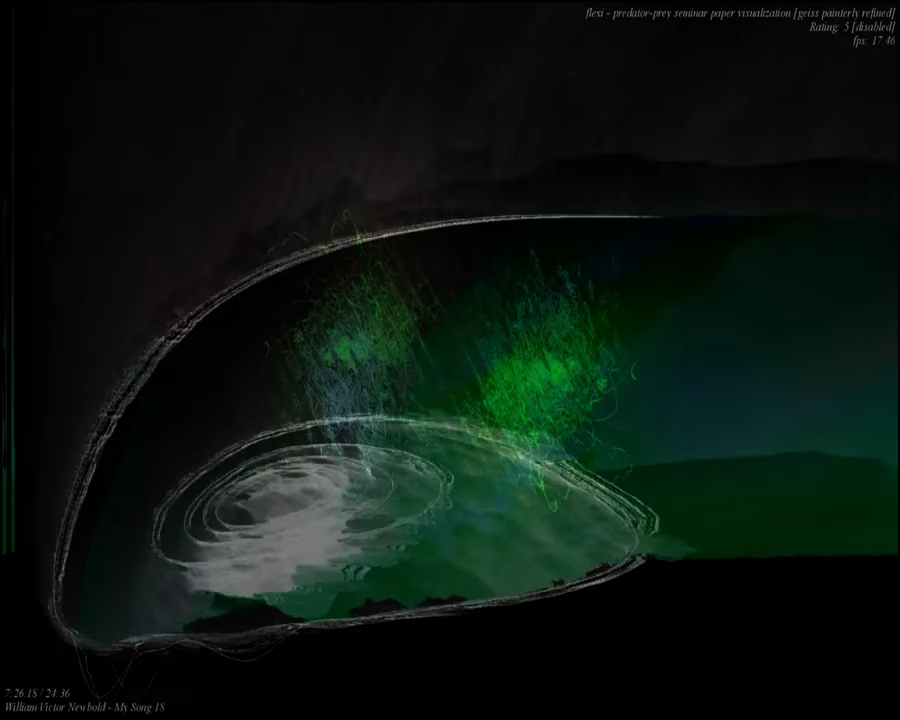 flexi - predator-prey seminar paper visualization [geiss painterly refined]
Rating: 5 [disabled]
fps: 17.46
7:26.18 / 24:36
William Victor Newbold - My Song 18